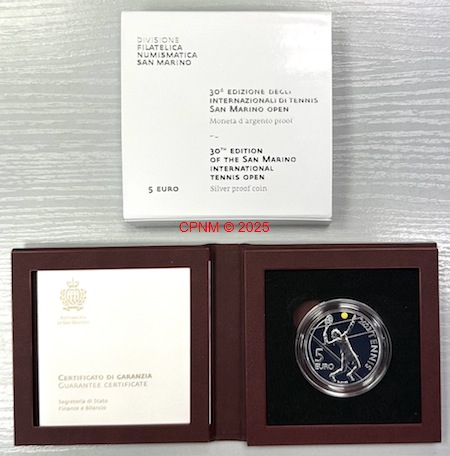 DIVISIONE
FILATELICA
NUMISMATICA
SAN MARINO
30ª EDIZIONE DEGLI
INTERNAZIONALI DI TENNIS
SAN MARINO OPEN
Moneta d'argento proof
30TH EDITION
OF THE SAN MARINO
INTERNATIONAL
TENNIS OPEN
5 EURO
Silver proof coin
CPNM © 2025
CERTIFICATO DI GARANZIA
GUARANTEE CERTIFICATE
Segreteria di Stato
Finanze e Bilancio
5
EURO
TENNIS